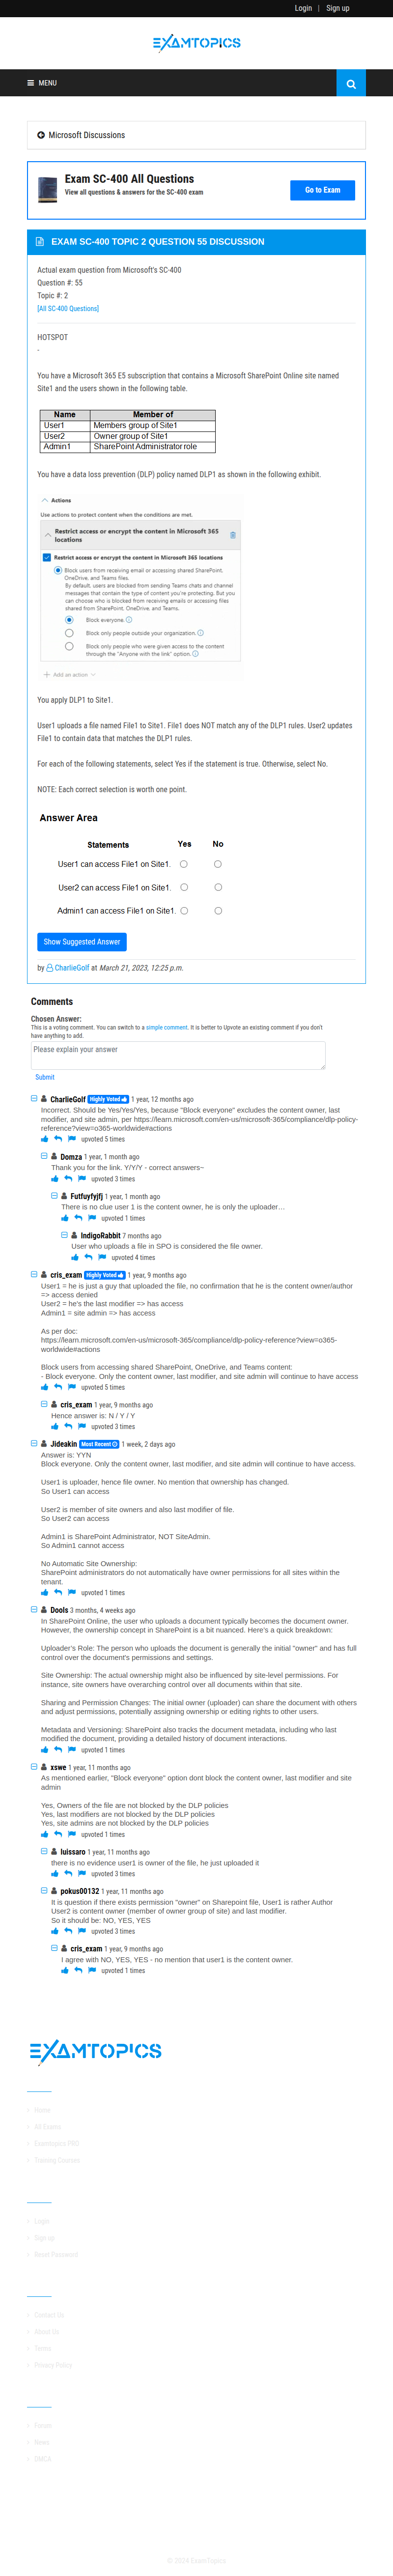 Login | Sign up
EXAMTOPICS
MENU
Microsoft Discussions
Exam SC-400 All Questions
View all questions & answers for the SC-400 exam
Go to Exam
EXAM SC-400 TOPIC 2 QUESTION 55 DISCUSSION
Actual exam question from Microsoft's SC-400
Question #: 55
Topic #: 2
[All SC-400 Questions]
HOTSPOT
-
You have a Microsoft 365 E5 subscription that contains a Microsoft SharePoint Online site named
Site1 and the users shown in the following table.
Name Member of
User1 Members group of Site1
User2 Owner group of Site1
Admin1 SharePoint Administrator role
You have a data loss prevention (DLP) policy named DLP1 as shown in the following exhibit.
Actions
Use actions to protect content when the conditions are met.
Restrict access or encrypt the content in Microsoft 365
locations
Restrict access or encrypt the content in Microsoft 365 locations
Block users from receiving email or accessing shared SharePoint,
OneDrive, and Teams files.
By default, users are blocked from sending Teams chats and channel
messages that contain the type of content you're protecting. But you
can choose who is blocked from receiving emails or accessing files
shared from SharePoint, OneDrive, and Teams.
Block everyone.
Block only people outside your organization.
Block only people who were given access to the content
through the "Anyone with the link" option.
Add an action
You apply DLP1 to Site1.
User1 uploads a file named File1 to Site1. File1 does NOT match any of the DLP1 rules. User2 updates
File1 to contain data that matches the DLP1 rules.
For each of the following statements, select Yes if the statement is true. Otherwise, select No.
NOTE: Each correct selection is worth one point.
Answer Area
Statements Yes No
User1 can access File1 on Site1.
User2 can access File1 on Site1.
Admin1 can access File1 on Site1.
Show Suggested Answer
by CharlieGolf at March 21, 2023, 12:25 p.m.
Comments
Chosen Answer:
This is a voting comment. You can switch to a simple comment. It is better to Upvote an existing comment if you don't
have anything to add.
Please explain your answer
Submit
CharlieGolf Highly Voted 1 year, 12 months ago
Incorrect. Should be Yes/Yes/Yes, because "Block everyone" excludes the content owner, last
modifier, and site admin, per https://learn.microsoft.com/en-us/microsoft-365/compliance/dlp-policy-
reference?view=o365-worldwide#actions
upvoted 5 times
Domza 1 year, 1 month ago
Thank you for the link. Y/Y/Y - correct answers~
upvoted 3 times
Futfuyfyjfj 1 year, 1 month ago
There is no clue user 1 is the content owner, he is only the uploader…
upvoted 1 times
IndigoRabbit 7 months ago
User who uploads a file in SPO is considered the file owner.
upvoted 4 times
cris_exam Highly Voted 1 year, 9 months ago
User1 = he is just a guy that uploaded the file, no confirmation that he is the content owner/author
=> access denied
User2 = he's the last modifier => has access
Admin1 = site admin => has access
As per doc:
https://learn.microsoft.com/en-us/microsoft-365/compliance/dlp-policy-reference?view=o365-
worldwide#actions
Block users from accessing shared SharePoint, OneDrive, and Teams content:
- Block everyone. Only the content owner, last modifier, and site admin will continue to have access
upvoted 5 times
cris_exam 1 year, 9 months ago
Hence answer is: N / Y / Y
upvoted 3 times
Jideakin Most Recent 1 week, 2 days ago
Answer is: YYN
Block everyone. Only the content owner, last modifier, and site admin will continue to have access.
User1 is uploader, hence file owner. No mention that ownership has changed.
So User1 can access
User2 is member of site owners and also last modifier of file.
So User2 can access
Admin1 is SharePoint Administrator, NOT SiteAdmin.
So Admin1 cannot access
No Automatic Site Ownership:
SharePoint administrators do not automatically have owner permissions for all sites within the
tenant.
upvoted 1 times
Dools 3 months, 4 weeks ago
In SharePoint Online, the user who uploads a document typically becomes the document owner.
However, the ownership concept in SharePoint is a bit nuanced. Here's a quick breakdown:
Uploader's Role: The person who uploads the document is generally the initial "owner" and has full
control over the document's permissions and settings.
Site Ownership: The actual ownership might also be influenced by site-level permissions. For
instance, site owners have overarching control over all documents within that site.
Sharing and Permission Changes: The initial owner (uploader) can share the document with others
and adjust permissions, potentially assigning ownership or editing rights to other users.
Metadata and Versioning: SharePoint also tracks the document metadata, including who last
modified the document, providing a detailed history of document interactions.
upvoted 1 times
xswe 1 year, 11 months ago
As mentioned earlier, "Block everyone" option dont block the content owner, last modifier and site
admin
Yes, Owners of the file are not blocked by the DLP policies
Yes, last modifiers are not blocked by the DLP policies
Yes, site admins are not blocked by the DLP policies
upvoted 1 times
luissaro 1 year, 11 months ago
there is no evidence user1 is owner of the file, he just uploaded it
upvoted 3 times
pokus00132 1 year, 11 months ago
It is question if there exists permission "owner" on Sharepoint file, User1 is rather Author
User2 is content owner (member of owner group of site) and last modifier.
So it should be: NO, YES, YES
upvoted 3 times
cris_exam 1 year, 9 months ago
I agree with NO, YES, YES - no mention that user1 is the content owner.
upvoted 1 times
EXAMTOPICS
Home
All Exams
Examtopics PRO
Training Courses
Login
Sign up
Reset Password
Contact Us
About Us
Terms
Privacy Policy
Forum
News
DMCA
© 2024 ExamTopics